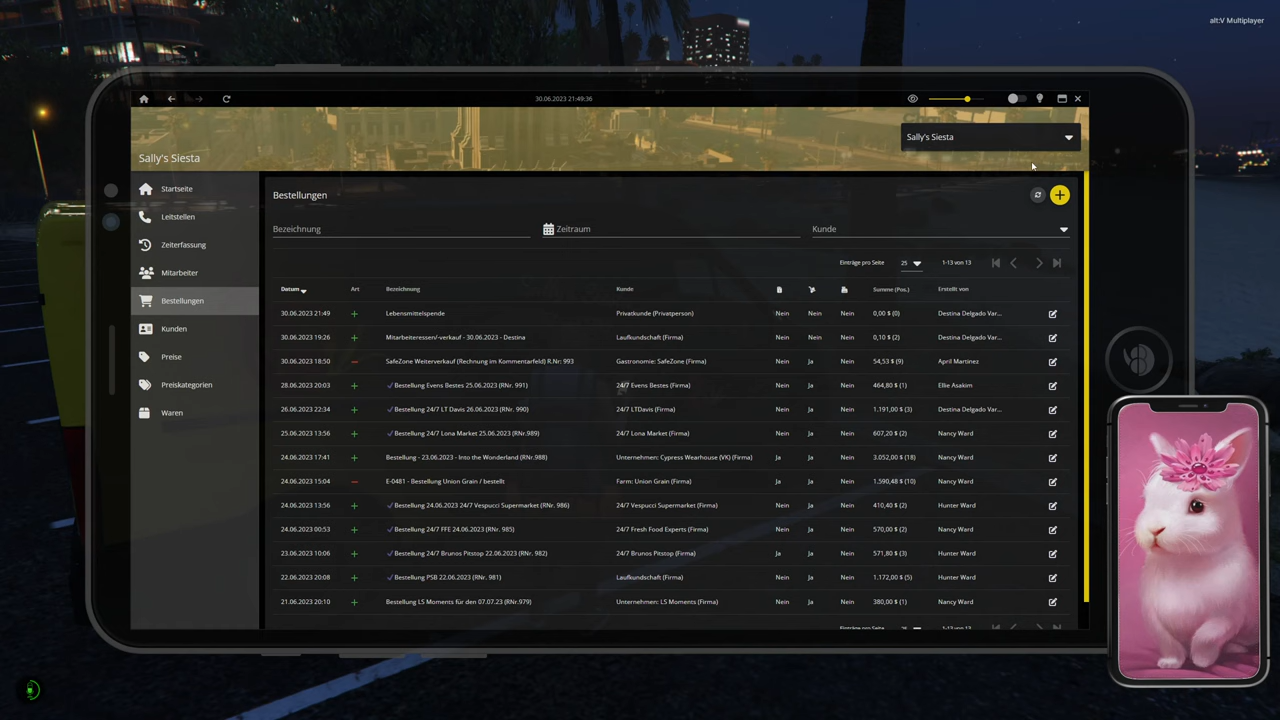 alt:V Multiplayer
30.06.2023 21:49:36
Sally's Siesta
Sally's Siesta
Startseite
Leitstellen
Zeiterfassung
Mitarbeiter
Bestellungen
Kunden
Preise
Preiskategorien
Waren
Bestellungen
Bezeichnung Zeitraum Kunde
Einträge pro Seite 25 1-13 von 13
Datum Art Bezeichnung Kunde Summe (Pos.) Erstellt von
30.06.2023 21:49 + Lebensmittelspende Privatkunde (Privatperson) Nein Nein Nein 0,00 $ (0) Destina Delgado Var...
30.06.2023 19:26 + Mitarbeiteressen/-verkauf - 30.06.2023 - Destina Laufkundschaft (Firma) Nein Nein Nein 0,10 $ (2) Destina Delgado Var...
30.06.2023 18:50 − SafeZone Weiterverkauf (Rechnung im Kommentarfeld) R.Nr: 993 Gastronomie: SafeZone (Firma) Nein Ja Nein 54,53 $ (9) April Martinez
28.06.2023 20:03 + ✓Bestellung Evens Bestes 25.06.2023 (RNr. 991) 24/7 Evens Bestes (Firma) Nein Ja Nein 464,80 $ (1) Ellie Asakim
26.06.2023 22:34 + ✓Bestellung 24/7 LT Davis 26.06.2023 (RNr. 990) 24/7 LTDavis (Firma) Nein Ja Nein 1.191,00 $ (3) Destina Delgado Var...
25.06.2023 13:56 + ✓Bestellung 24/7 Lona Market 25.06.2023 (RNr.989) 24/7 Lona Market (Firma) Nein Ja Nein 607,20 $ (2) Nancy Ward
24.06.2023 17:41 + Bestellung - 23.06.2023 - Into the Wonderland (RNr.988) Unternehmen: Cypress Wearhouse (VK) (Firma) Ja Ja Nein 3.052,00 $ (18) Nancy Ward
24.06.2023 15:04 − E-0481 - Bestellung Union Grain / bestellt Farm: Union Grain (Firma) Ja Ja Nein 1.590,48 $ (10) Nancy Ward
24.06.2023 13:56 + ✓Bestellung 24.06.2023 24/7 Vespucci Supermarket (RNr. 986) 24/7 Vespucci Supermarket (Firma) Nein Ja Nein 410,40 $ (2) Hunter Ward
24.06.2023 00:53 + ✓Bestellung 24/7 FFE 24.06.2023 (RNr. 985) 24/7 Fresh Food Experts (Firma) Nein Ja Nein 570,00 $ (2) Nancy Ward
23.06.2023 10:06 + ✓Bestellung 24/7 Brunos Pitstop 22.06.2023 (RNr. 982) 24/7 Brunos Pitstop (Firma) Ja Ja Nein 571,80 $ (3) Hunter Ward
22.06.2023 20:08 + ✓Bestellung PSB 22.06.2023 (RNr. 981) Laufkundschaft (Firma) Nein Ja Nein 1.172,00 $ (5) Hunter Ward
21.06.2023 20:10 + Bestellung LS Moments für den 07.07.23 (RNr.979) Unternehmen: LS Moments (Firma) Nein Ja Nein 380,00 $ (1) Nancy Ward
Einträge pro Seite 25 1-13 von 13